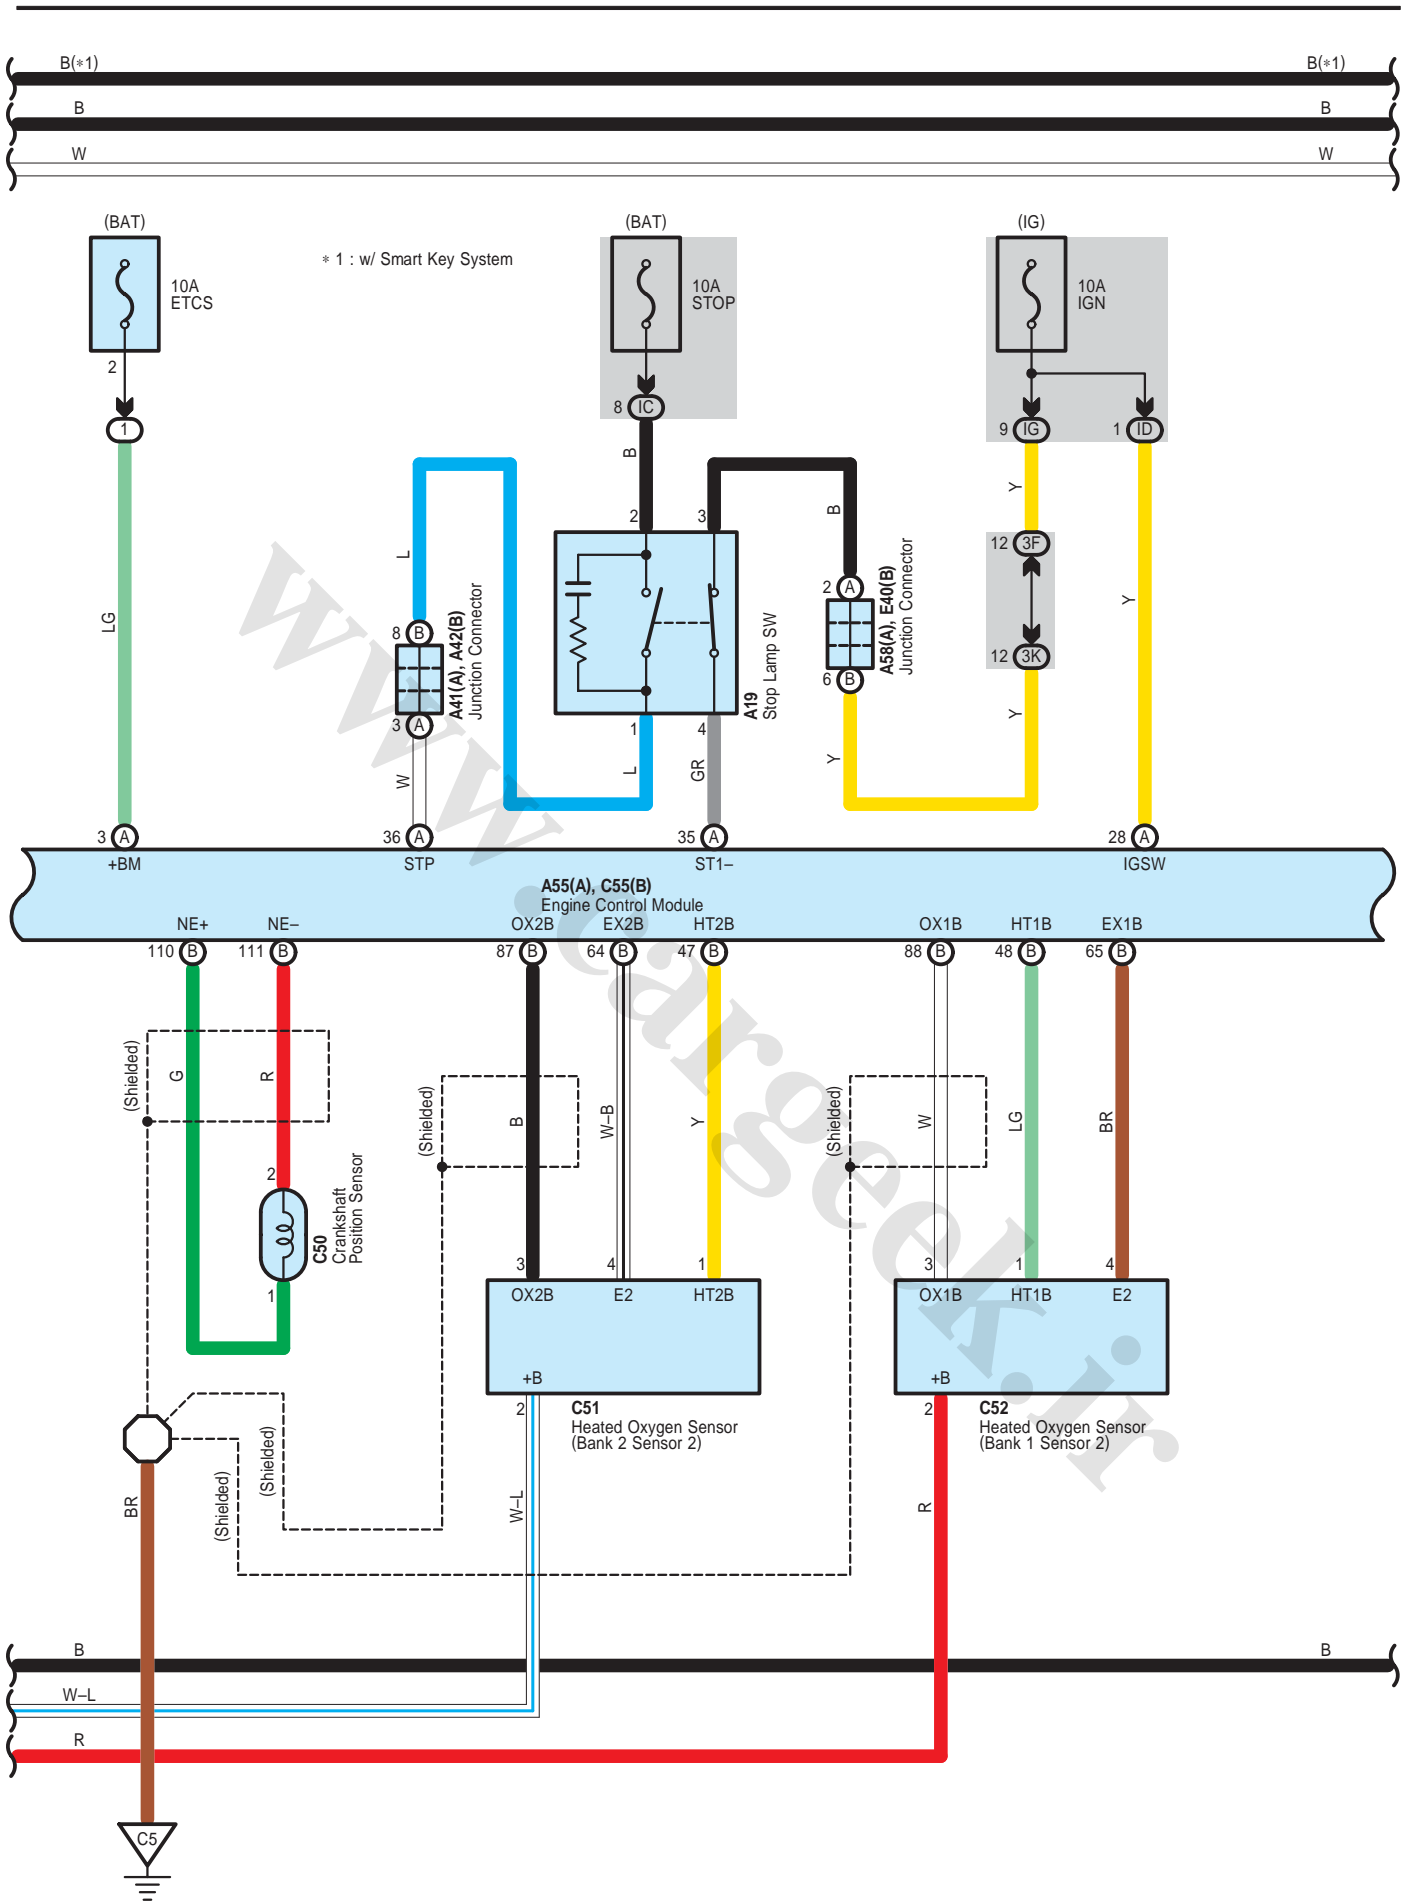 B(∗1) B(∗1)
B B
W W
(BAT) (BAT) (IG)
∗ 1 : w/ Smart Key System
10A
ETCS
10A
STOP
10A
IGN
2
1
8 IC
9 IG
1 ID
B
Y
L
B
2 3
12 3F
2 A
8 B
A41(A), A42(B)
Junction Connector
A58(A), E40(B)
Junction Connector
LG
Y
12 3K
6 B
A19
Stop Lamp SW
3 A
1 4
Y
W
L
GR
Y
3 A
36 A
35 A
28 A
+BM STP ST1– IGSW
A55(A), C55(B)
Engine Control Module
NE+ NE– OX2B EX2B HT2B OX1B HT1B EX1B
110 B
111 B
87 B
64 B
47 B
88 B
48 B
65 B
(Shielded)
G
R
(Shielded)
B
W–B
Y
(Shielded)
W
LG
BR
2
C50
Crankshaft
Position Sensor
1
3 4 1 3 1 4
OX2B E2 HT2B OX1B HT1B E2
+B +B
2 2
C51
Heated Oxygen Sensor
(Bank 2 Sensor 2)
C52
Heated Oxygen Sensor
(Bank 1 Sensor 2)
BR
(Shielded)
(Shielded)
W–L
R
B B
W–L
R
C5
www.cargeek.ir